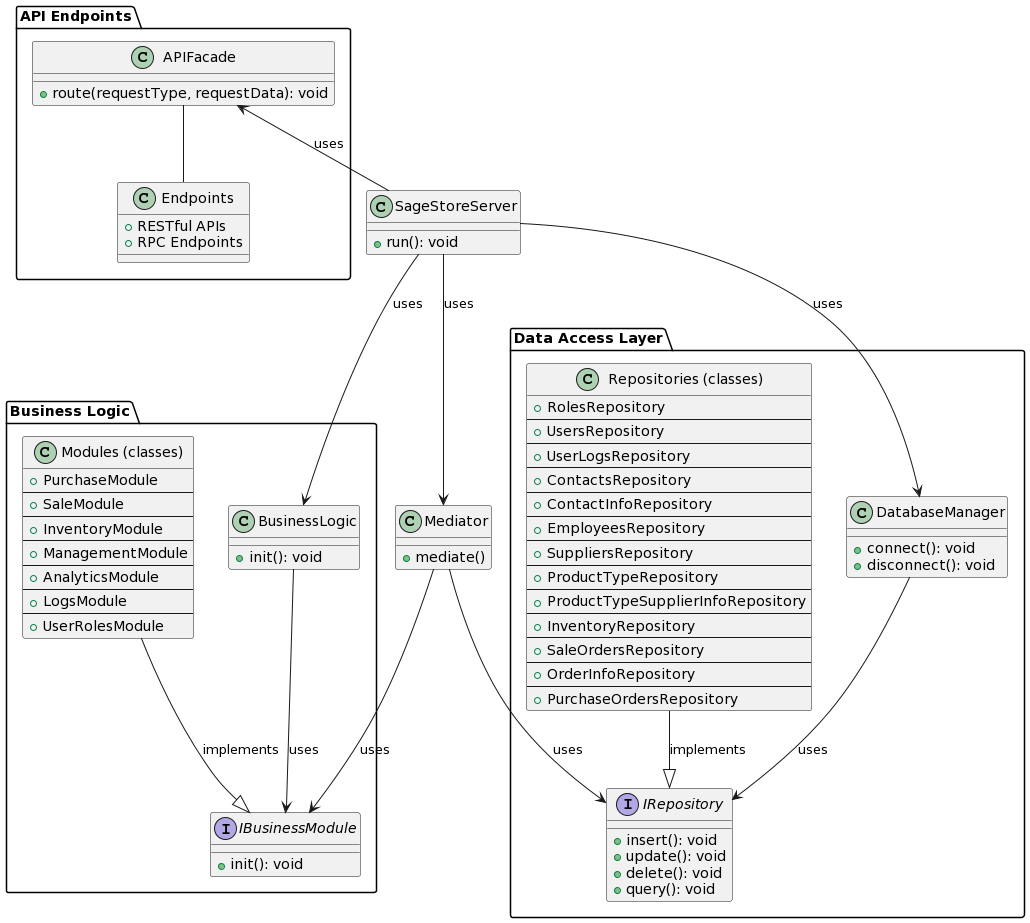 API Endpoints
C APIFacade
route(requestType, requestData): void
uses
C Endpoints
RESTful APIs
RPC Endpoints
C SageStoreServer
run(): void
uses
uses
uses
Data Access Layer
C Repositories (classes)
RolesRepository
UsersRepository
UserLogsRepository
ContactsRepository
ContactInfoRepository
EmployeesRepository
SuppliersRepository
ProductTypeRepository
ProductTypeSupplierInfoRepository
InventoryRepository
SaleOrdersRepository
OrderInfoRepository
PurchaseOrdersRepository
C DatabaseManager
connect(): void
disconnect(): void
Business Logic
C Modules (classes)
PurchaseModule
SaleModule
InventoryModule
ManagementModule
AnalyticsModule
LogsModule
UserRolesModule
C BusinessLogic
init(): void
C Mediator
mediate()
implements
uses
uses
uses
implements
uses
I IBusinessModule
init(): void
I IRepository
insert(): void
update(): void
delete(): void
query(): void